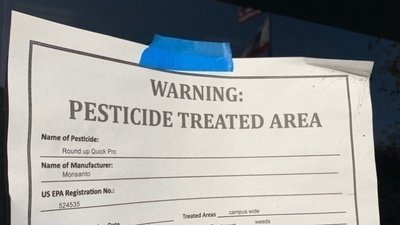 WARNING:
PESTICIDE TREATED AREA
Name of Pesticide:
Round up Quick Pro
Name of Manufacturer:
Monsanto
US EPA Registration No.:
524535
Date Treated Areas campus wide
weeds